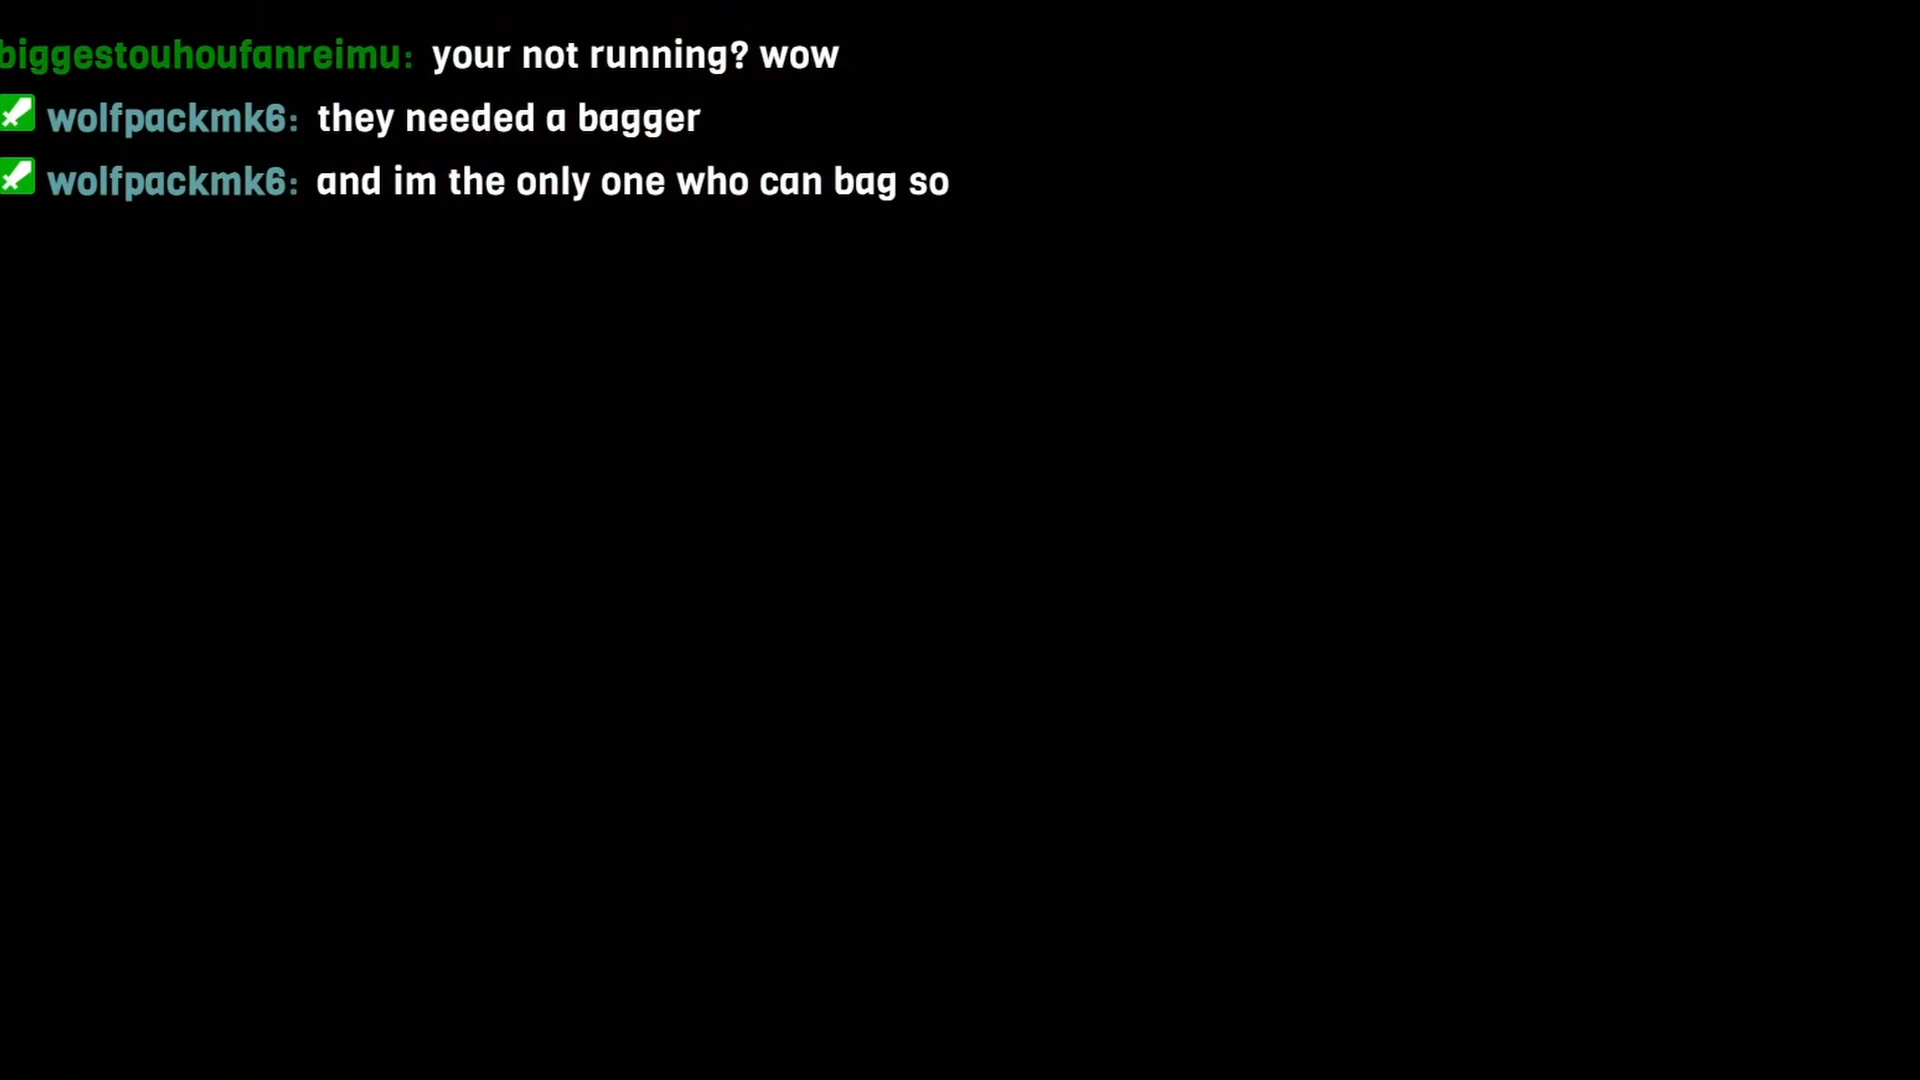 biggestouhoufanreimu: your not running? wow
wolfpackmk6: they needed a bagger
wolfpackmk6: and im the only one who can bag so